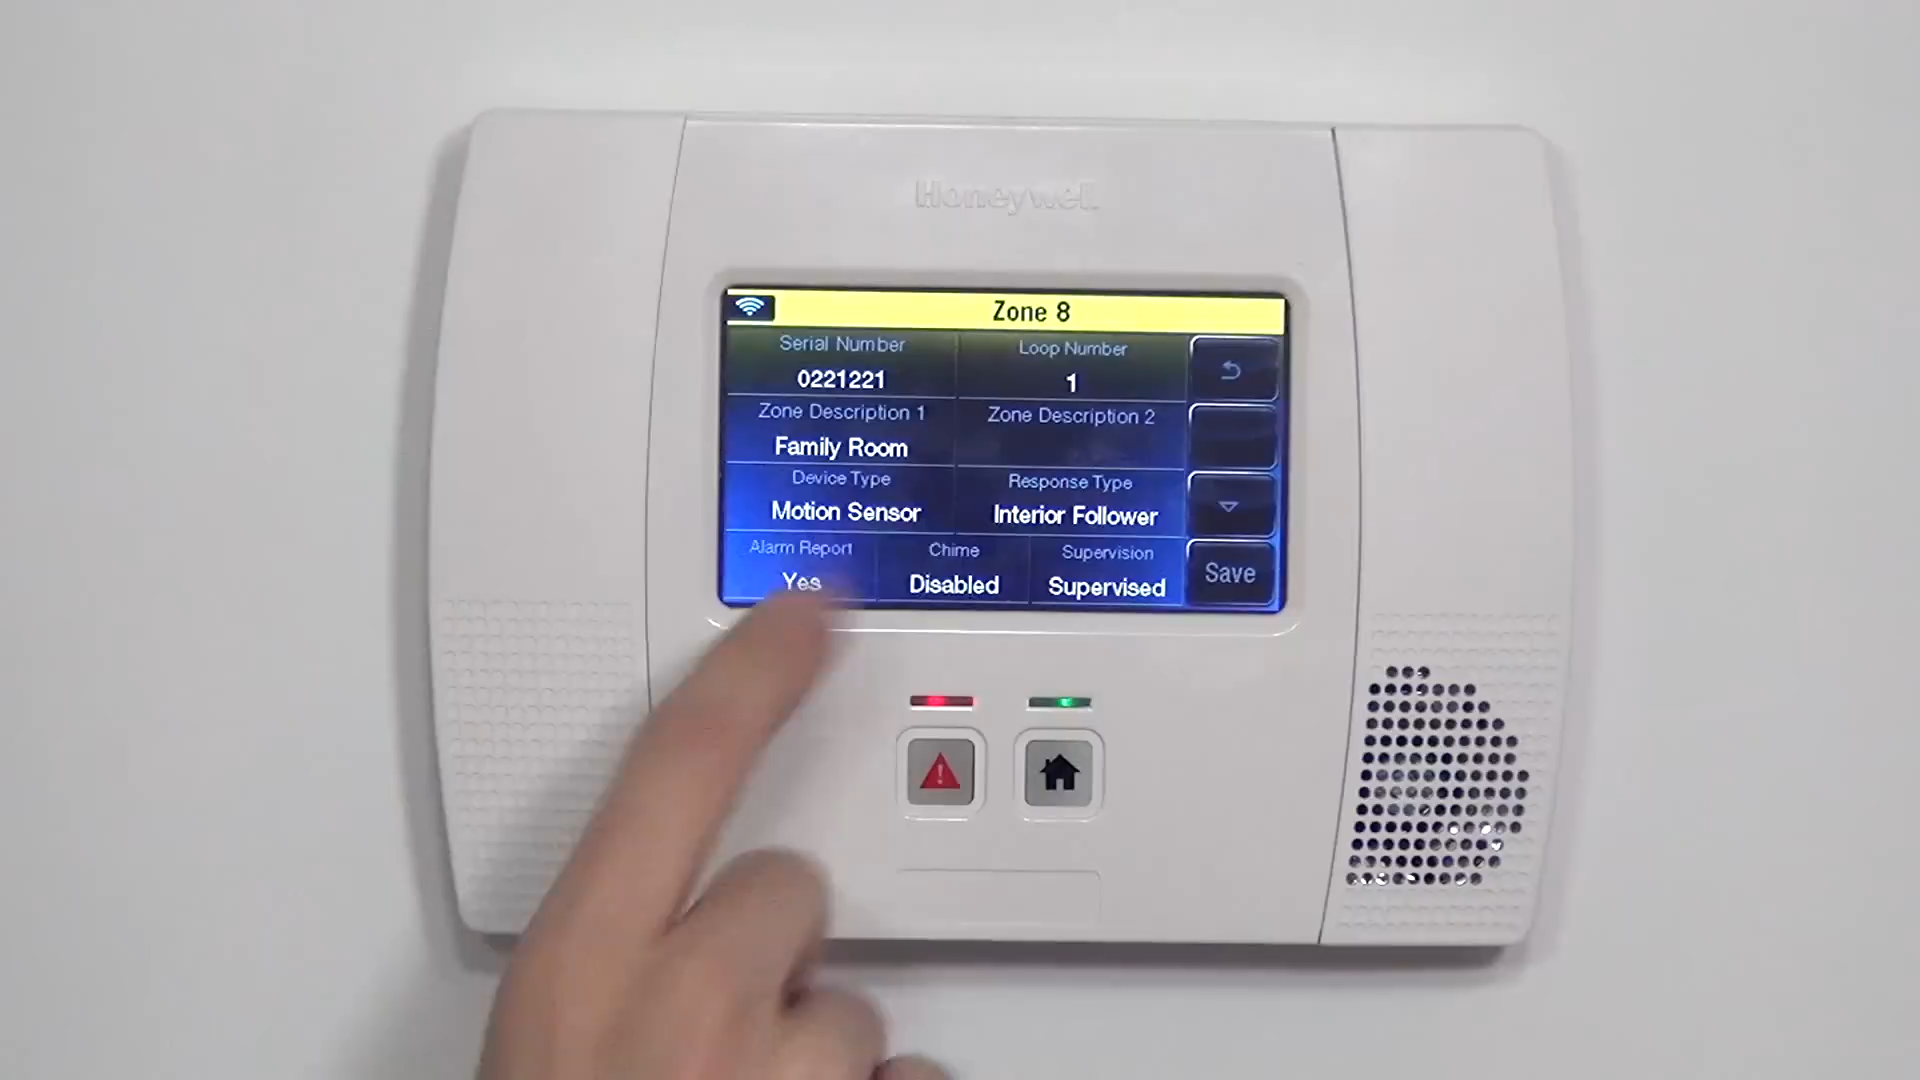 Honeywell
Zone 8
Serial Number
Loop Number
0221221
1
Zone Description 1
Zone Description 2
Family Room
Device Type
Response Type
Motion Sensor
Interior Follower
Alarm Report
Chime
Supervision
Yes
Disabled
Supervised
Save